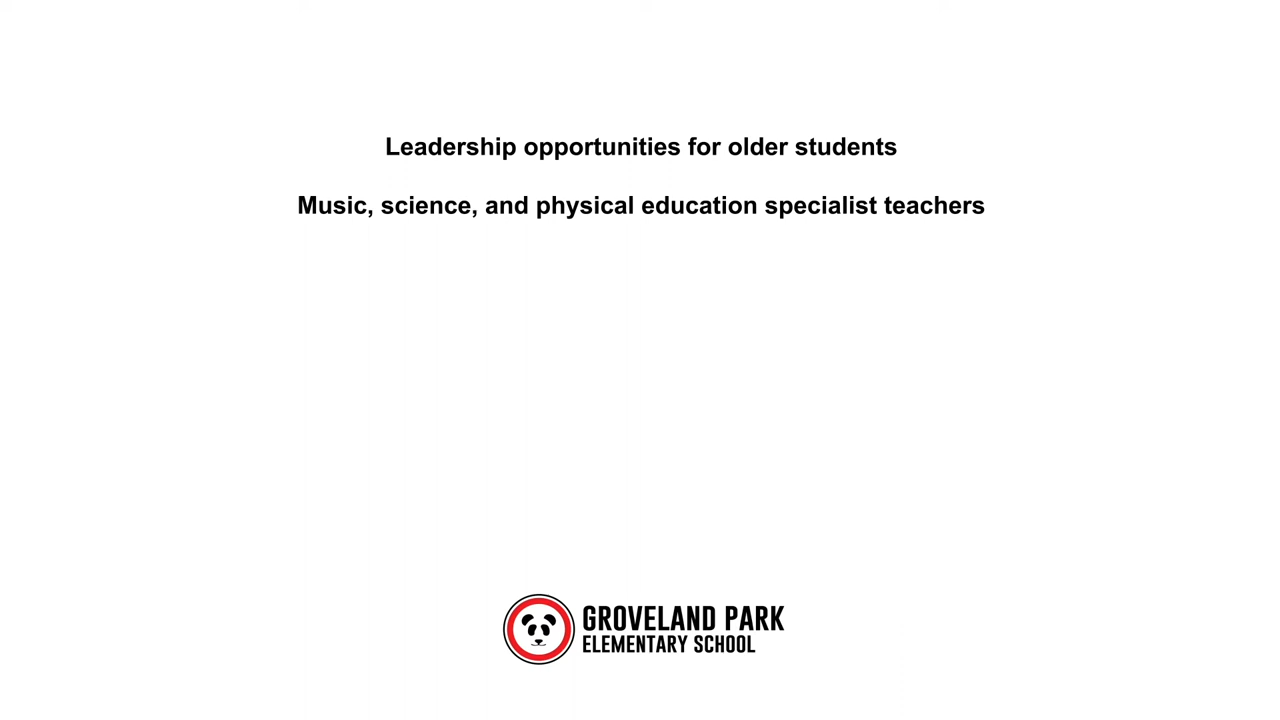 Leadership opportunities for older students
Music, science, and physical education specialist teachers
GROVELAND PARK
ELEMENTARY SCHOOL